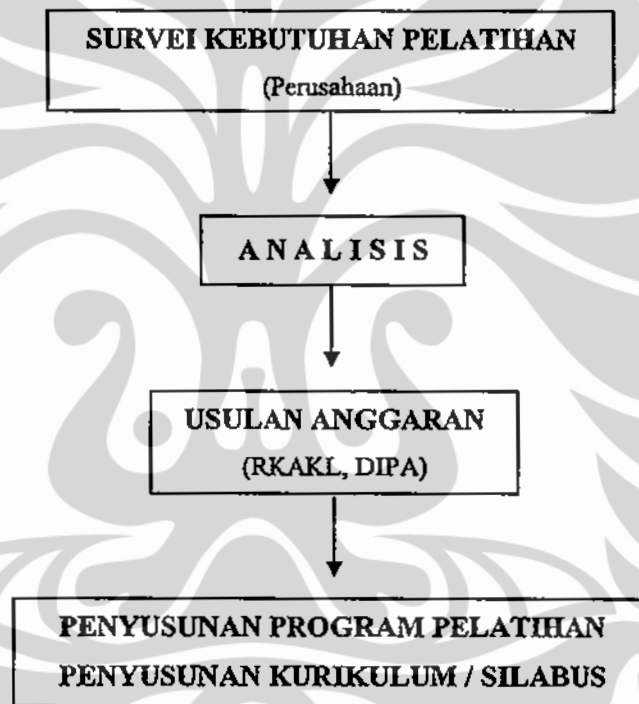 SURVEI KEBUTUHAN PELATIHAN
(Perusahaan)
ANALISIS
USULAN ANGGARAN
(RKAKL, DIPA)
PENYUSUNAN PROGRAM PELATIHAN
PENYUSUNAN KURIKULUM / SILABUS